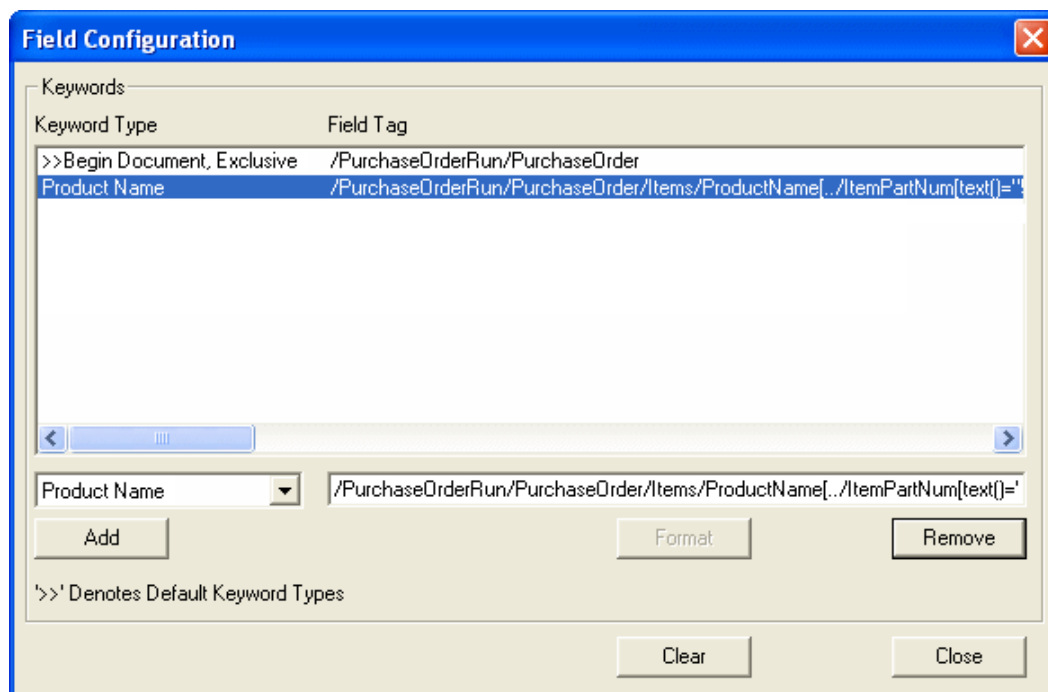 Field Configuration
Keywords
Keyword Type Field Tag
>>Begin Document, Exclusive /PurchaseOrderRun/PurchaseOrder
Product Name /PurchaseOrderRun/PurchaseOrder/Items/ProductName[../ItemPartNum[text()="
Product Name /PurchaseOrderRun/PurchaseOrder/Items/ProductName[../ItemPartNum[text()='
Add Format Remove
'>>' Denotes Default Keyword Types
Clear Close